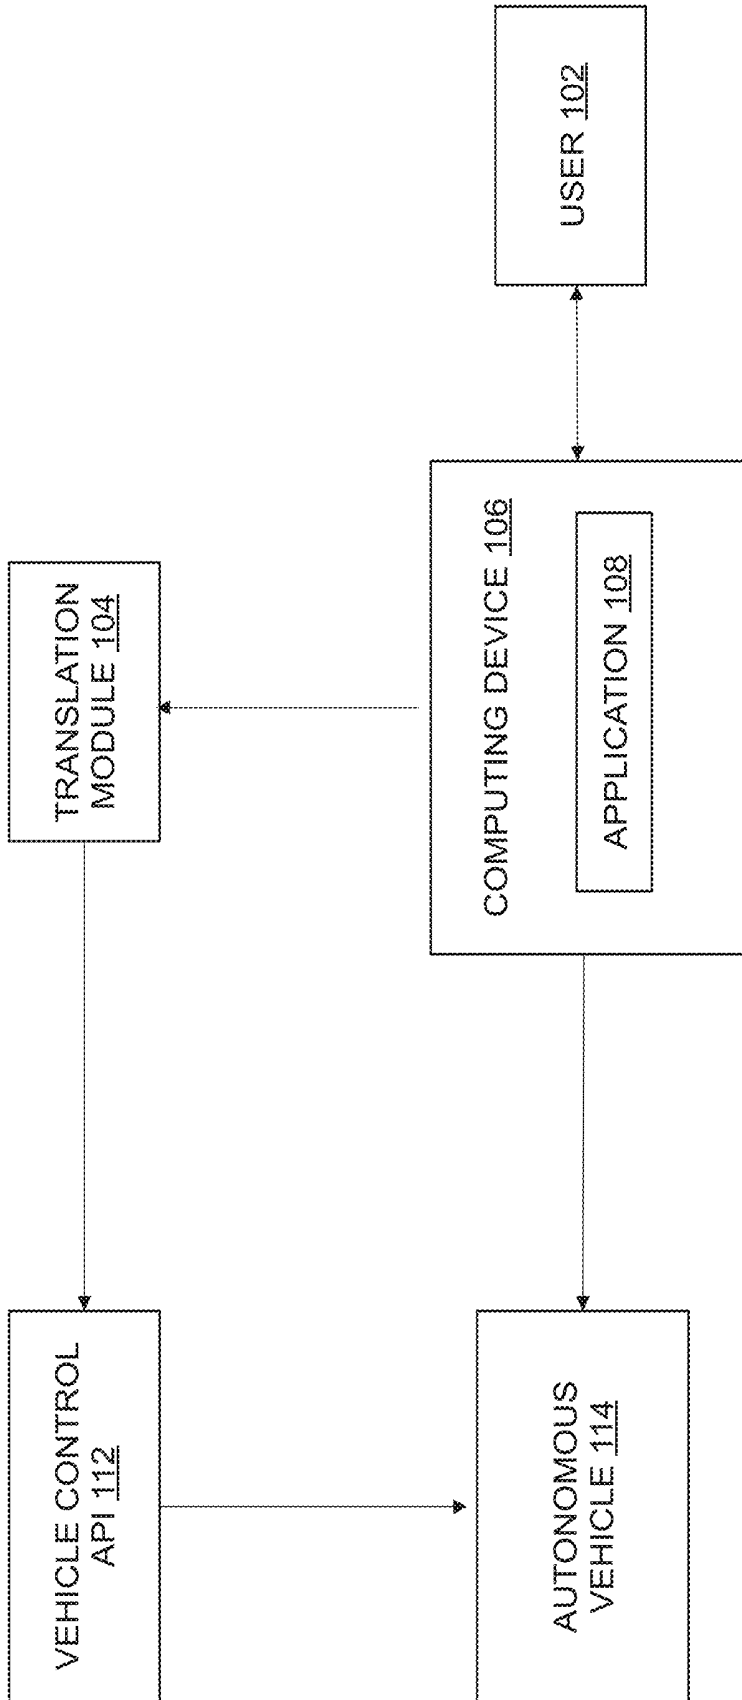 VEHICLE CONTROL
API 112
TRANSLATION
MODULE 104
AUTONOMOUS
VEHICLE 114
COMPUTING DEVICE 106
APPLICATION 108
USER 102